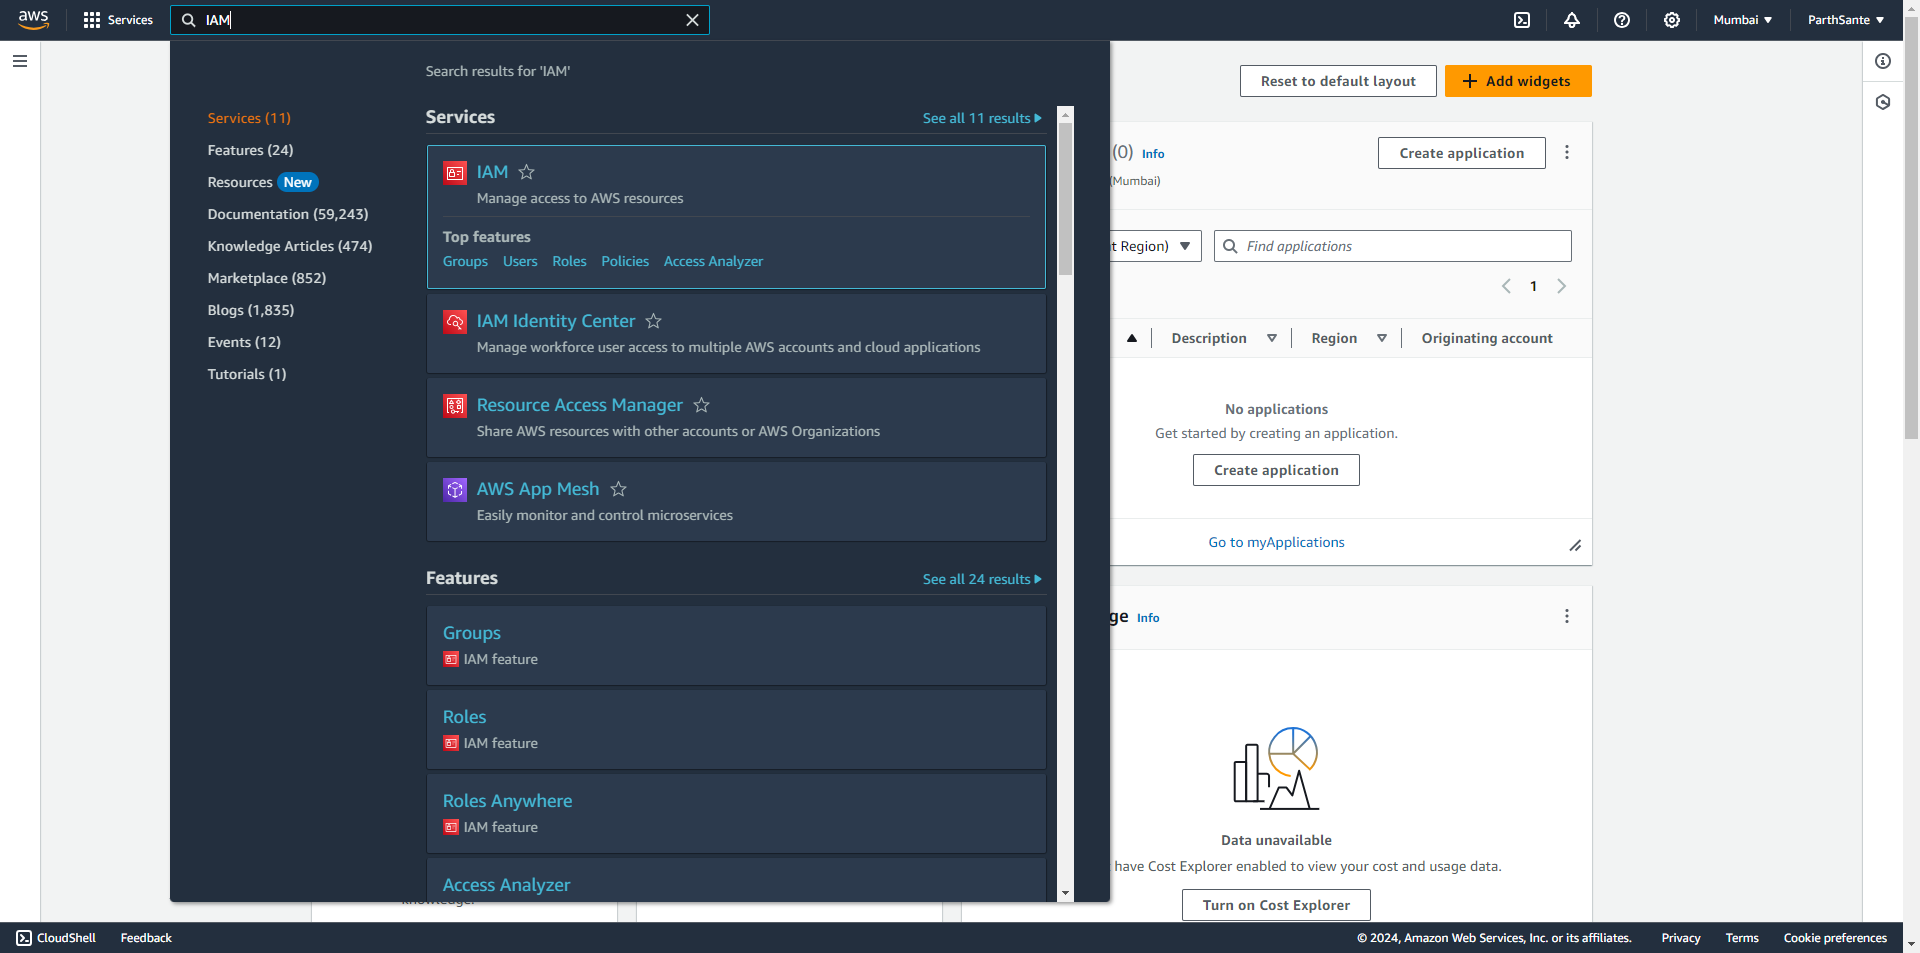 aws
Services
IAM
Mumbai ▼
ParthSante ▼
Search results for 'IAM'
Services (11)
Features (24)
Resources New
Documentation (59,243)
Knowledge Articles (474)
Marketplace (852)
Blogs (1,835)
Events (12)
Tutorials (1)
Services
See all 11 results
IAM
Manage access to AWS resources
Top features
Groups Users Roles Policies Access Analyzer
IAM Identity Center
Manage workforce user access to multiple AWS accounts and cloud applications
Resource Access Manager
Share AWS resources with other accounts or AWS Organizations
AWS App Mesh
Easily monitor and control microservices
Features
See all 24 results
Groups
IAM feature
Roles
IAM feature
Roles Anywhere
IAM feature
Access Analyzer
Reset to default layout
+ Add widgets
(0) Info
(Mumbai)
Create application
t Region)
Find applications
1
Description
Region
Originating account
No applications
Get started by creating an application.
Create application
Go to myApplications
ge Info
Data unavailable
have Cost Explorer enabled to view your cost and usage data.
Turn on Cost Explorer
CloudShell
Feedback
© 2024, Amazon Web Services, Inc. or its affiliates.
Privacy
Terms
Cookie preferences